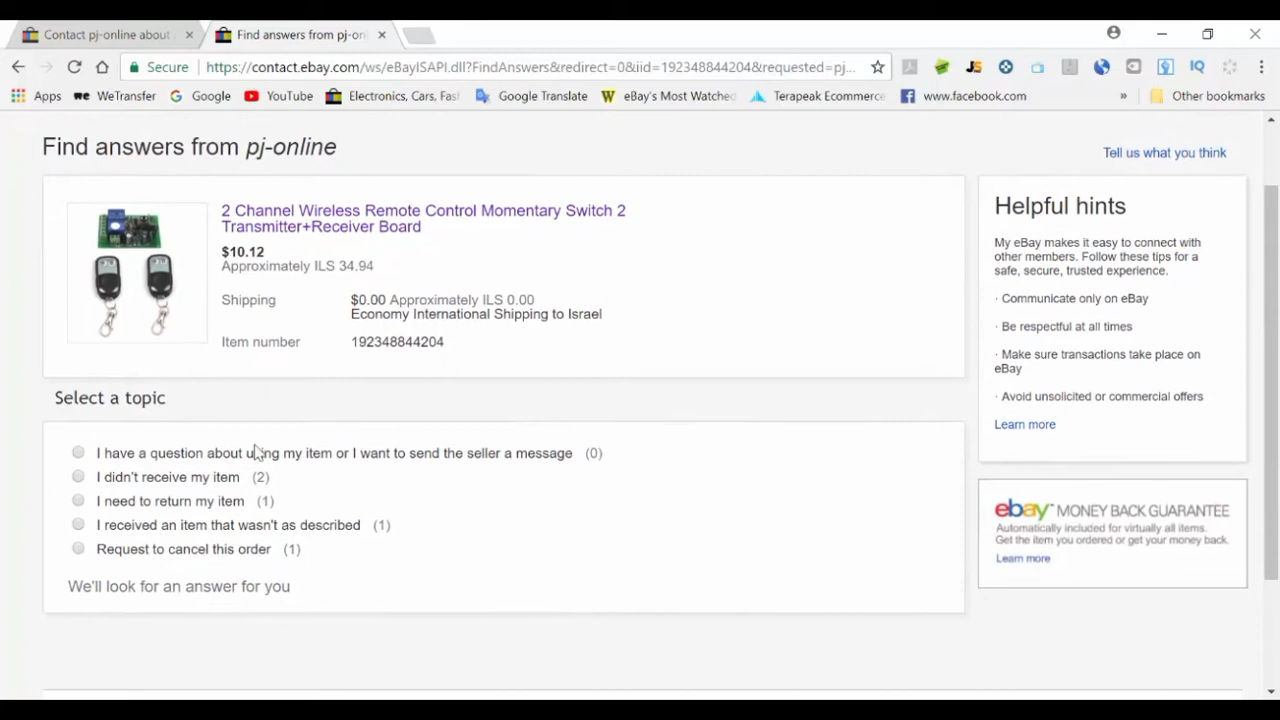 Contact pj-online about
Find answers from pj-on
Secure
https://contact.ebay.com/ws/eBayISAPI.dll?FindAnswers&redirect=0&iid=192348844204&requested=pj...
Apps
WeTransfer
Google
YouTube
Electronics, Cars, Fas
Google Translate
eBay's Most Watched
Terapeak Ecommerce
www.facebook.com
»
Other bookmarks
Find answers from pj-online
Tell us what you think
2 Channel Wireless Remote Control Momentary Switch 2
Transmitter+Receiver Board
$10.12
Approximately ILS 34.94
Shipping
$0.00 Approximately ILS 0.00
Economy International Shipping to Israel
Item number
192348844204
Select a topic
I have a question about using my item or I want to send the seller a message (0)
I didn't receive my item (2)
I need to return my item (1)
I received an item that wasn't as described (1)
Request to cancel this order (1)
We'll look for an answer for you
Helpful hints
My eBay makes it easy to connect with
other members. Follow these tips for a
safe, secure, trusted experience.
· Communicate only on eBay
· Be respectful at all times
· Make sure transactions take place on
eBay
· Avoid unsolicited or commercial offers
Learn more
ebay™ MONEY BACK GUARANTEE
Automatically included for virtually all items.
Get the item you ordered or get your money back.
Learn more